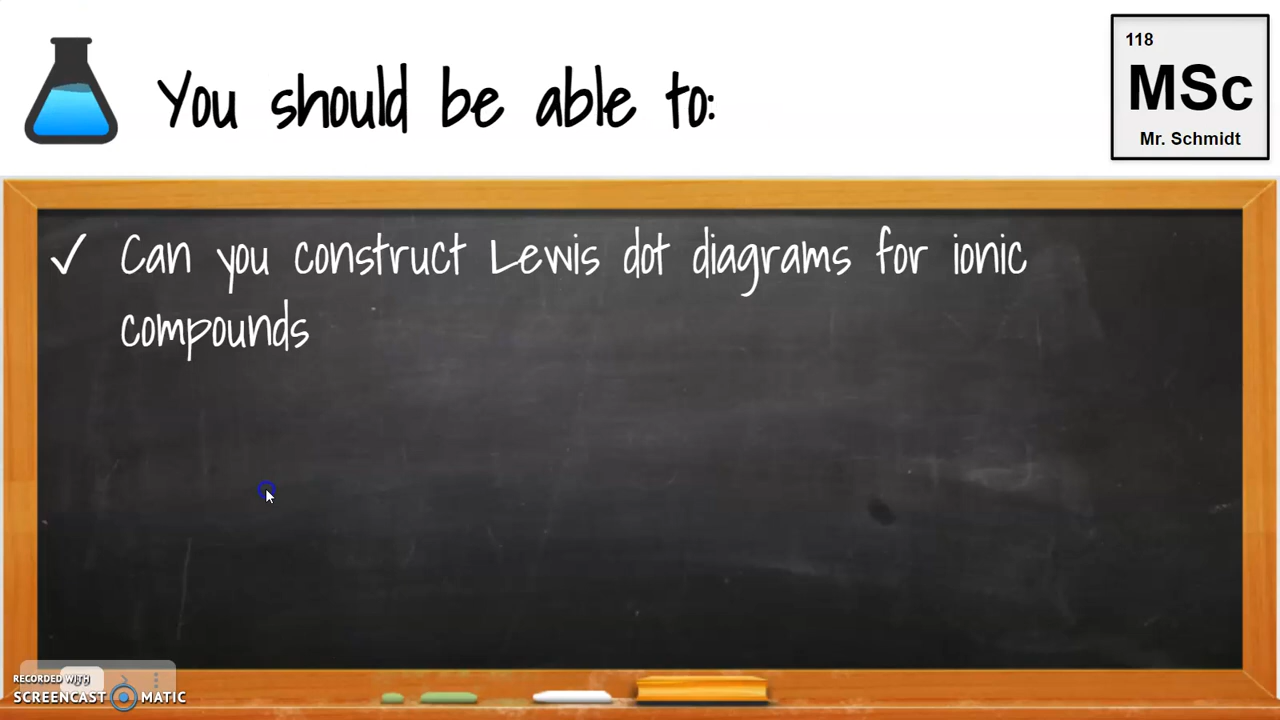 118
MSc
Mr. Schmidt
You should be able to:
✓ Can you construct Lewis dot diagrams for ionic
compounds
RECORDED WITH
SCREENCAST MATIC